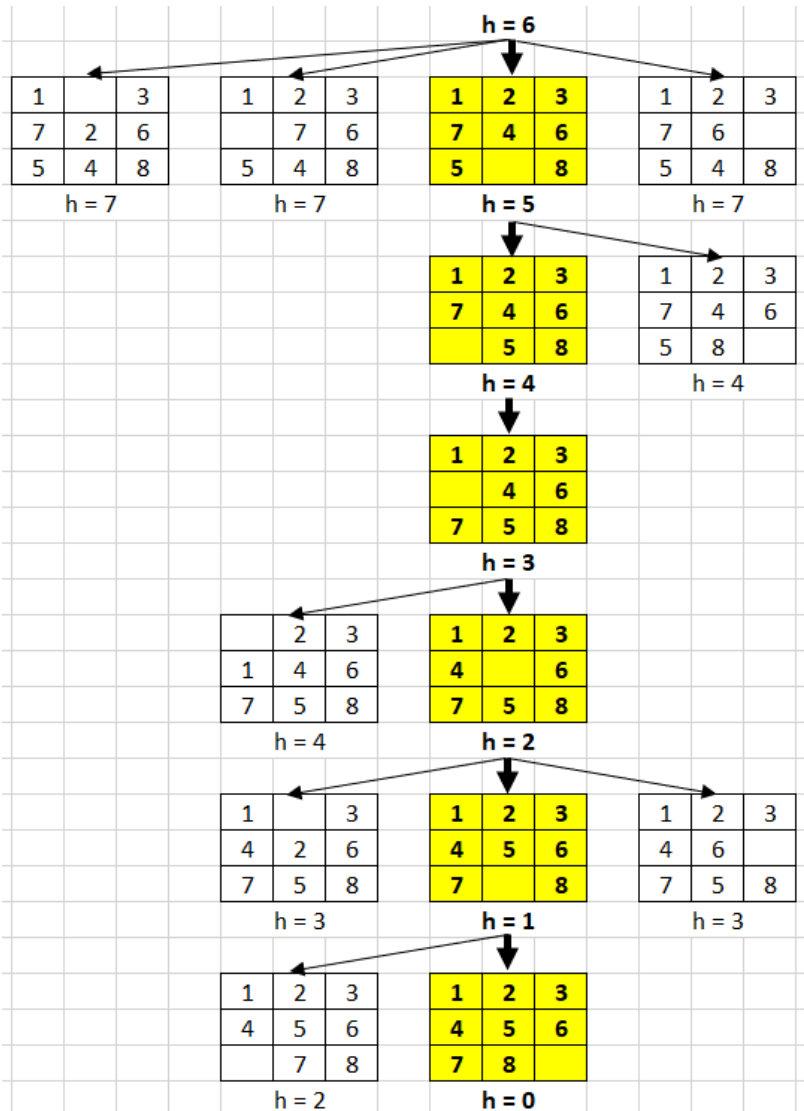 h = 6
1 3 1 2 3 1 2 3 1 2 3
7 2 6 7 6 7 4 6 7 6
5 4 8 5 4 8 5 8 5 4 8
h = 7 h = 7 h = 5 h = 7
1 2 3 1 2 3
7 4 6 7 4 6
5 8 5 8
h = 4 h = 4
1 2 3
4 6
7 5 8
h = 3
2 3 1 2 3
1 4 6 4 6
7 5 8 7 5 8
h = 4 h = 2
1 3 1 2 3 1 2 3
4 2 6 4 5 6 4 6
7 5 8 7 8 7 5 8
h = 3 h = 1 h = 3
1 2 3 1 2 3
4 5 6 4 5 6
7 8 7 8
h = 2 h = 0